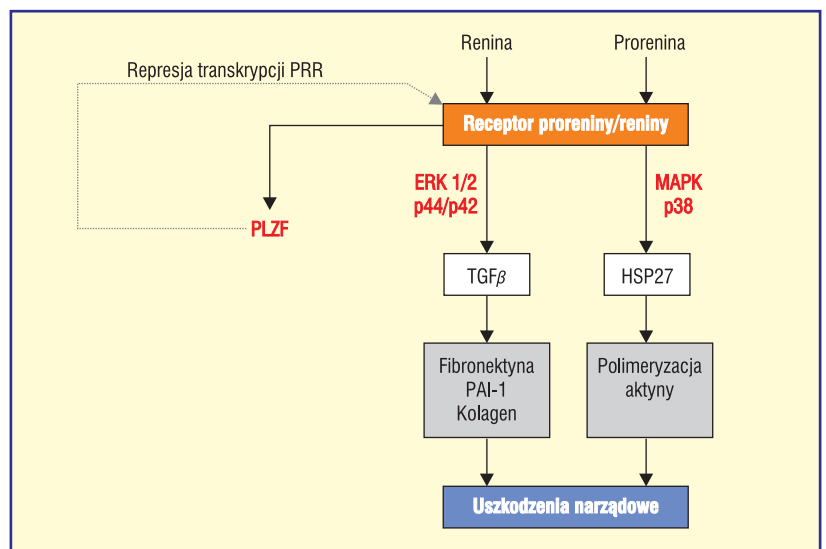 Renina
Prorenina
Represja transkrypcji PRR
Receptor proreniny/reniny
ERK 1/2
p44/p42
MAPK
p38
PLZF
TGFβ
HSP27
Fibronektyna
PAI-1
Kolagen
Polimeryzacja
aktyny
Uszkodzenia narządowe